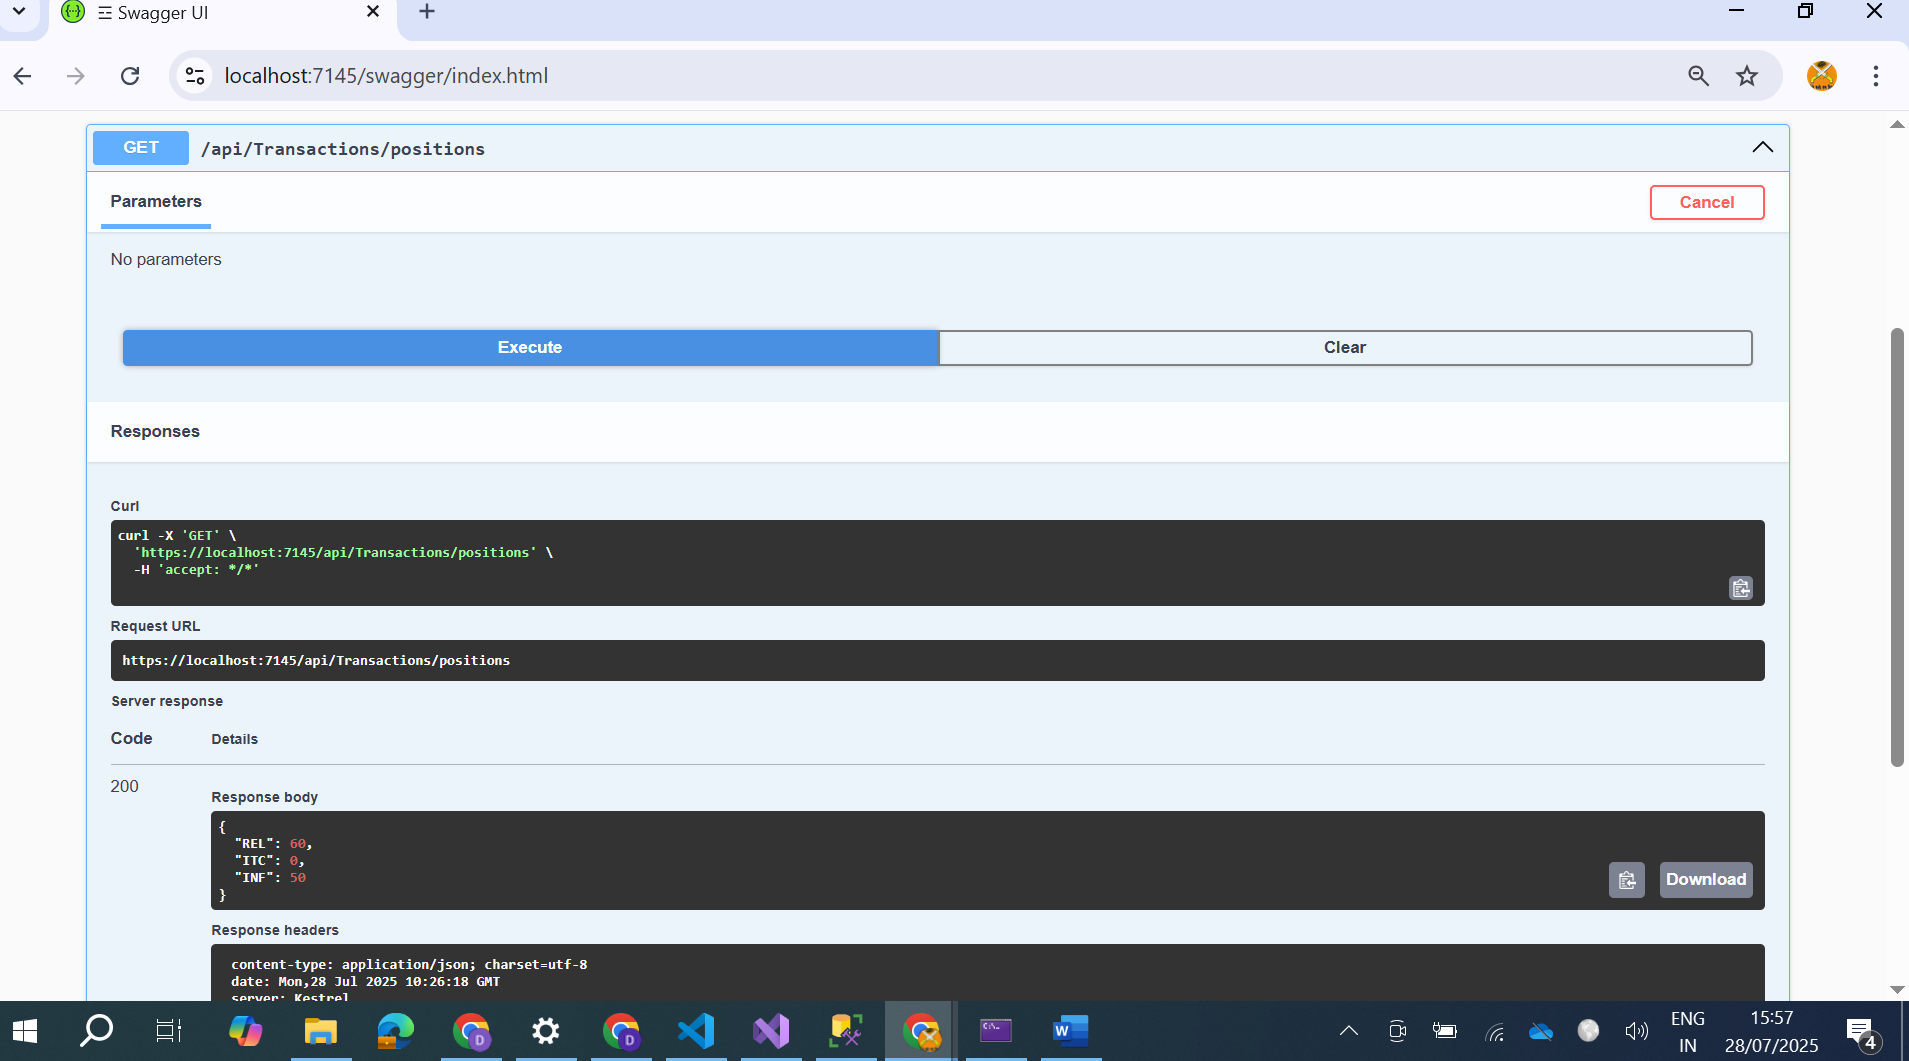 Swagger UI
localhost:7145/swagger/index.html
GET /api/Transactions/positions
Parameters
Cancel
No parameters
Execute
Clear
Responses
Curl
curl -X 'GET' \
'https://localhost:7145/api/Transactions/positions' \
-H 'accept: */*'
Request URL
https://localhost:7145/api/Transactions/positions
Server response
Code Details
200
Response body
{
"REL": 60,
"ITC": 0,
"INF": 50
}
Download
Response headers
content-type: application/json; charset=utf-8
date: Mon,28 Jul 2025 10:26:18 GMT
server: Kestrel
ENG
IN
15:57
28/07/2025
4